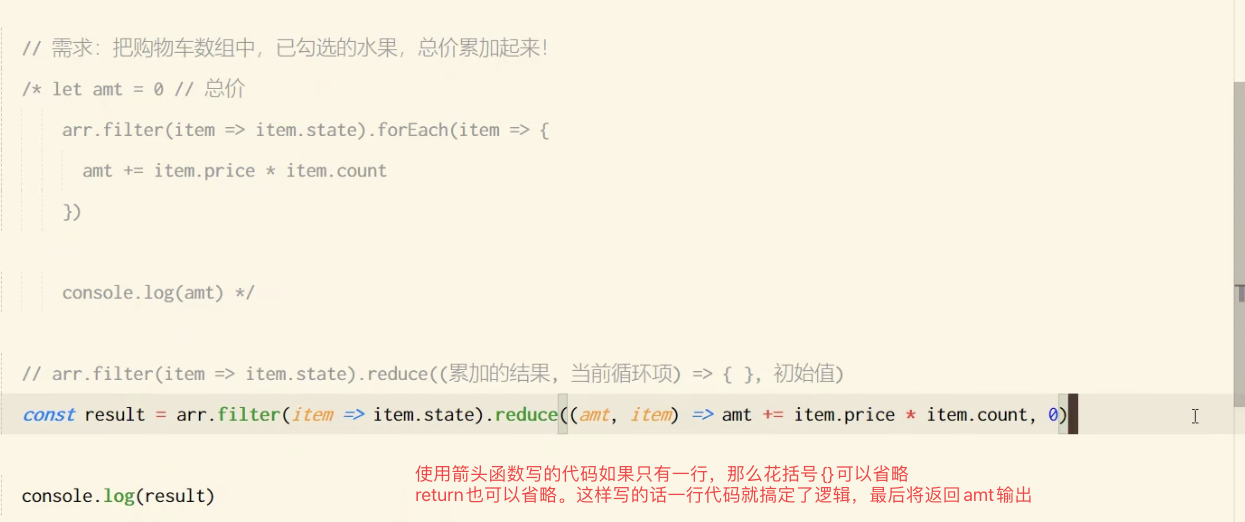 // 需求：把购物车数组中，已勾选的水果，总价累加起来！
/* let amt = 0 // 总价
arr.filter(item => item.state).forEach(item => {
amt += item.price * item.count
})
console.log(amt) */
// arr.filter(item => item.state).reduce((累加的结果, 当前循环项) => { }, 初始值)
const result = arr.filter(item => item.state).reduce((amt, item) => amt += item.price * item.count, 0)
使用箭头函数写的代码如果只有一行，那么花括号{}可以省略
return也可以省略。这样写的话一行代码就搞定了逻辑，最后将返回amt输出
console.log(result)